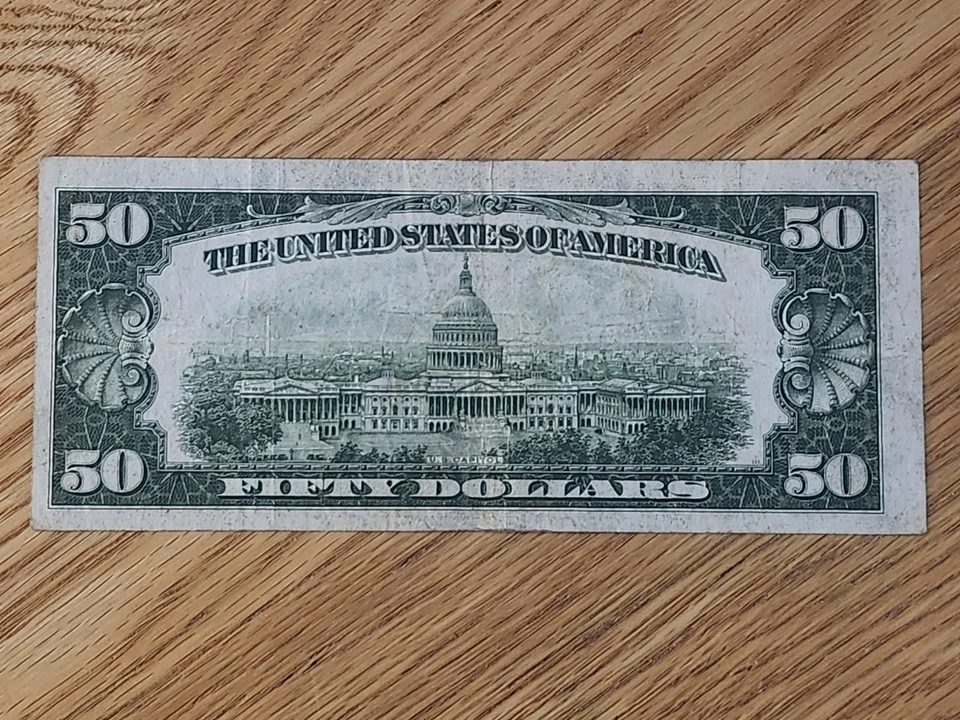 50 50
THE UNITED STATES OF AMERICA
U. S. CAPITOL
50 50
FIFTY DOLLARS